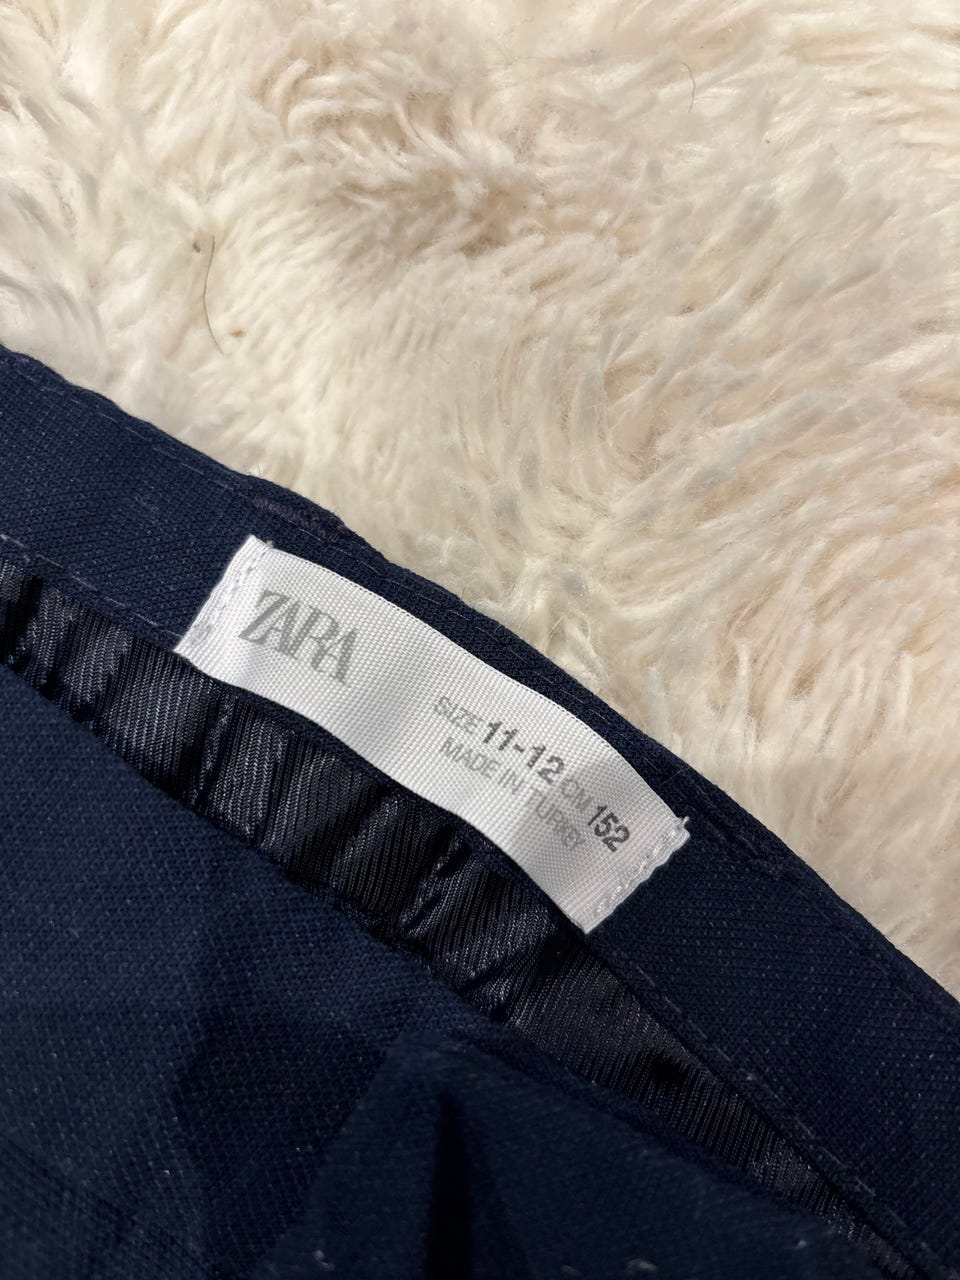 ZARA
SIZE 11-12 CM 152
MADE IN TURKEY